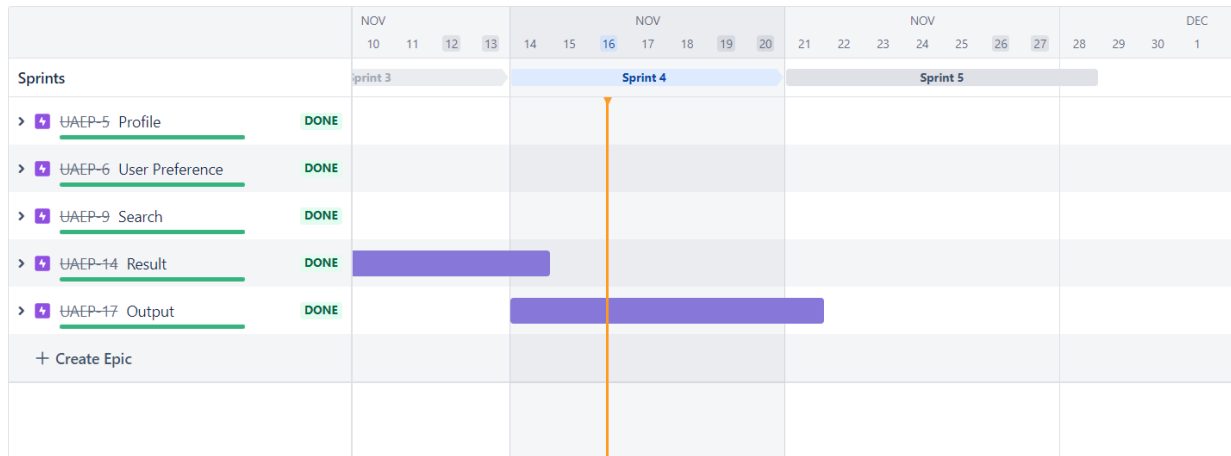 NOV NOV NOV DEC
10 11 12 13 14 15 16 17 18 19 20 21 22 23 24 25 26 27 28 29 30 1
Sprints Sprint 3 Sprint 4 Sprint 5
UAEP-5 Profile DONE
UAEP-6 User Preference DONE
UAEP-9 Search DONE
UAEP-14 Result DONE
UAEP-17 Output DONE
+ Create Epic